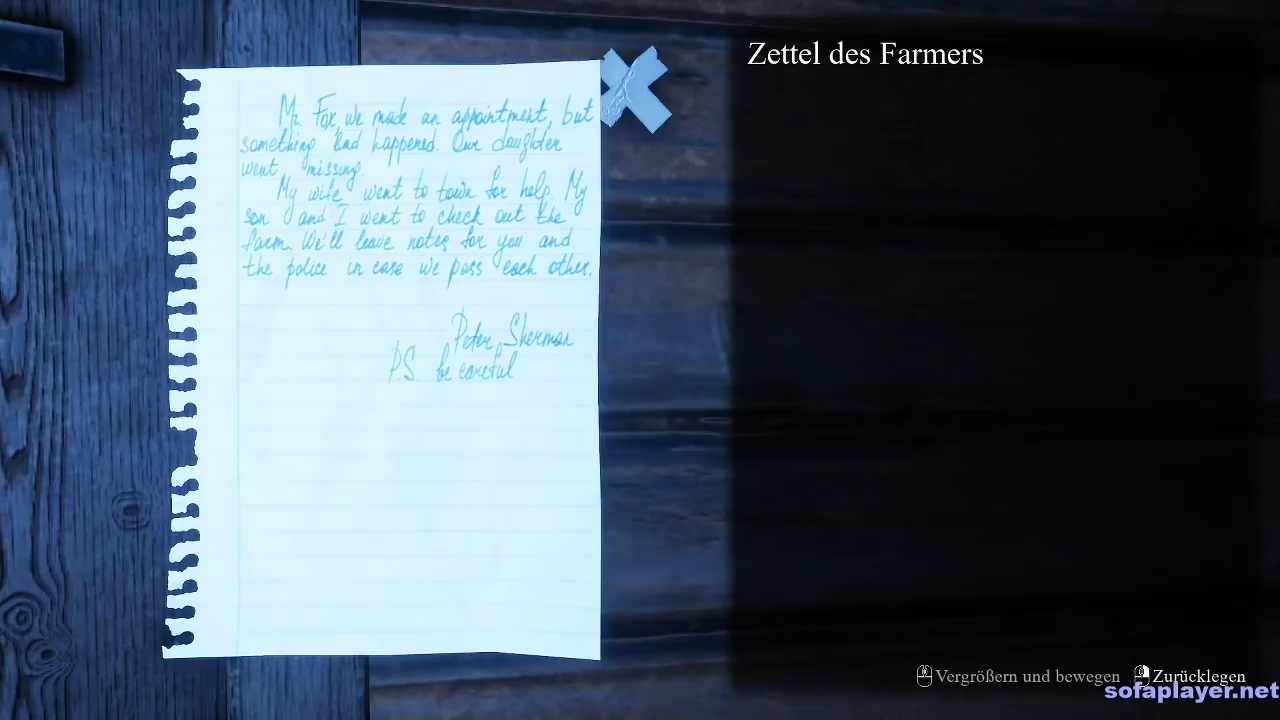 Zettel des Farmers
Mr. Fox, we made an appointment, but
something bad happened. Our daughter
went missing.
My wife went to town for help. My
son and I went to check out the
farm. We'll leave notes for you and
the police in case we pass each other.
Peter Sherman
P.S. be careful
Vergrößern und bewegen Zurücklegen
sofaplayer.net